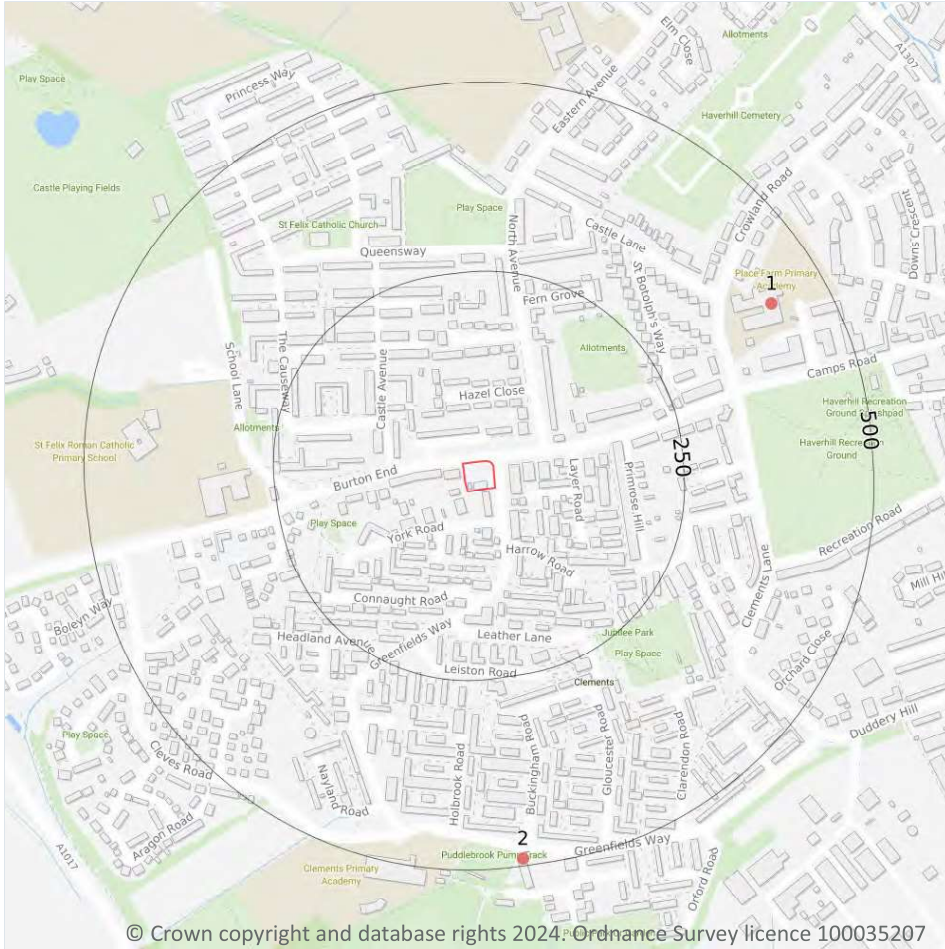 Elm Close
Allotments
A1307
Play Space
Princess Way
Eastern Avenue
Haverhill Cemetery
Castle Playing Fields
Crowland Road
Downs Crescent
Play Space
St Felix Catholic Church
North Avenue
Castle Lane
Queensway
St Botolph's Way
Place Farm Primary
Academy
1
Fern Grove
School Lane
The Causeway
Castle Avenue
Allotments
Camps Road
Hazel Close
Haverhill Recreation
Ground
500
Allotments
St Felix Roman Catholic
Primary School
Haverhill Recreation
Ground
250
Burton End
Layer Road
Primrose Hill
Play Space
York Road
Recreation Road
Harrow Road
Clements Lane
Connaught Road
Boleyn Way
Greenfields Way
Headland Avenue
Leather Lane
Jubilee Park
Play Space
Orchard Close
Leiston Road
Clements
Duddery Hill
Play Space
Cleves Road
Nayland Road
Holbrook Road
Buckingham Road
Gloucester Road
Clarendon Road
Aragon Road
A1017
2
Puddlebrook Pump Track
Greenfields Way
Orford Road
Clements Primary
Academy
© Crown copyright and database rights 2024. Ordnance Survey licence 100035207